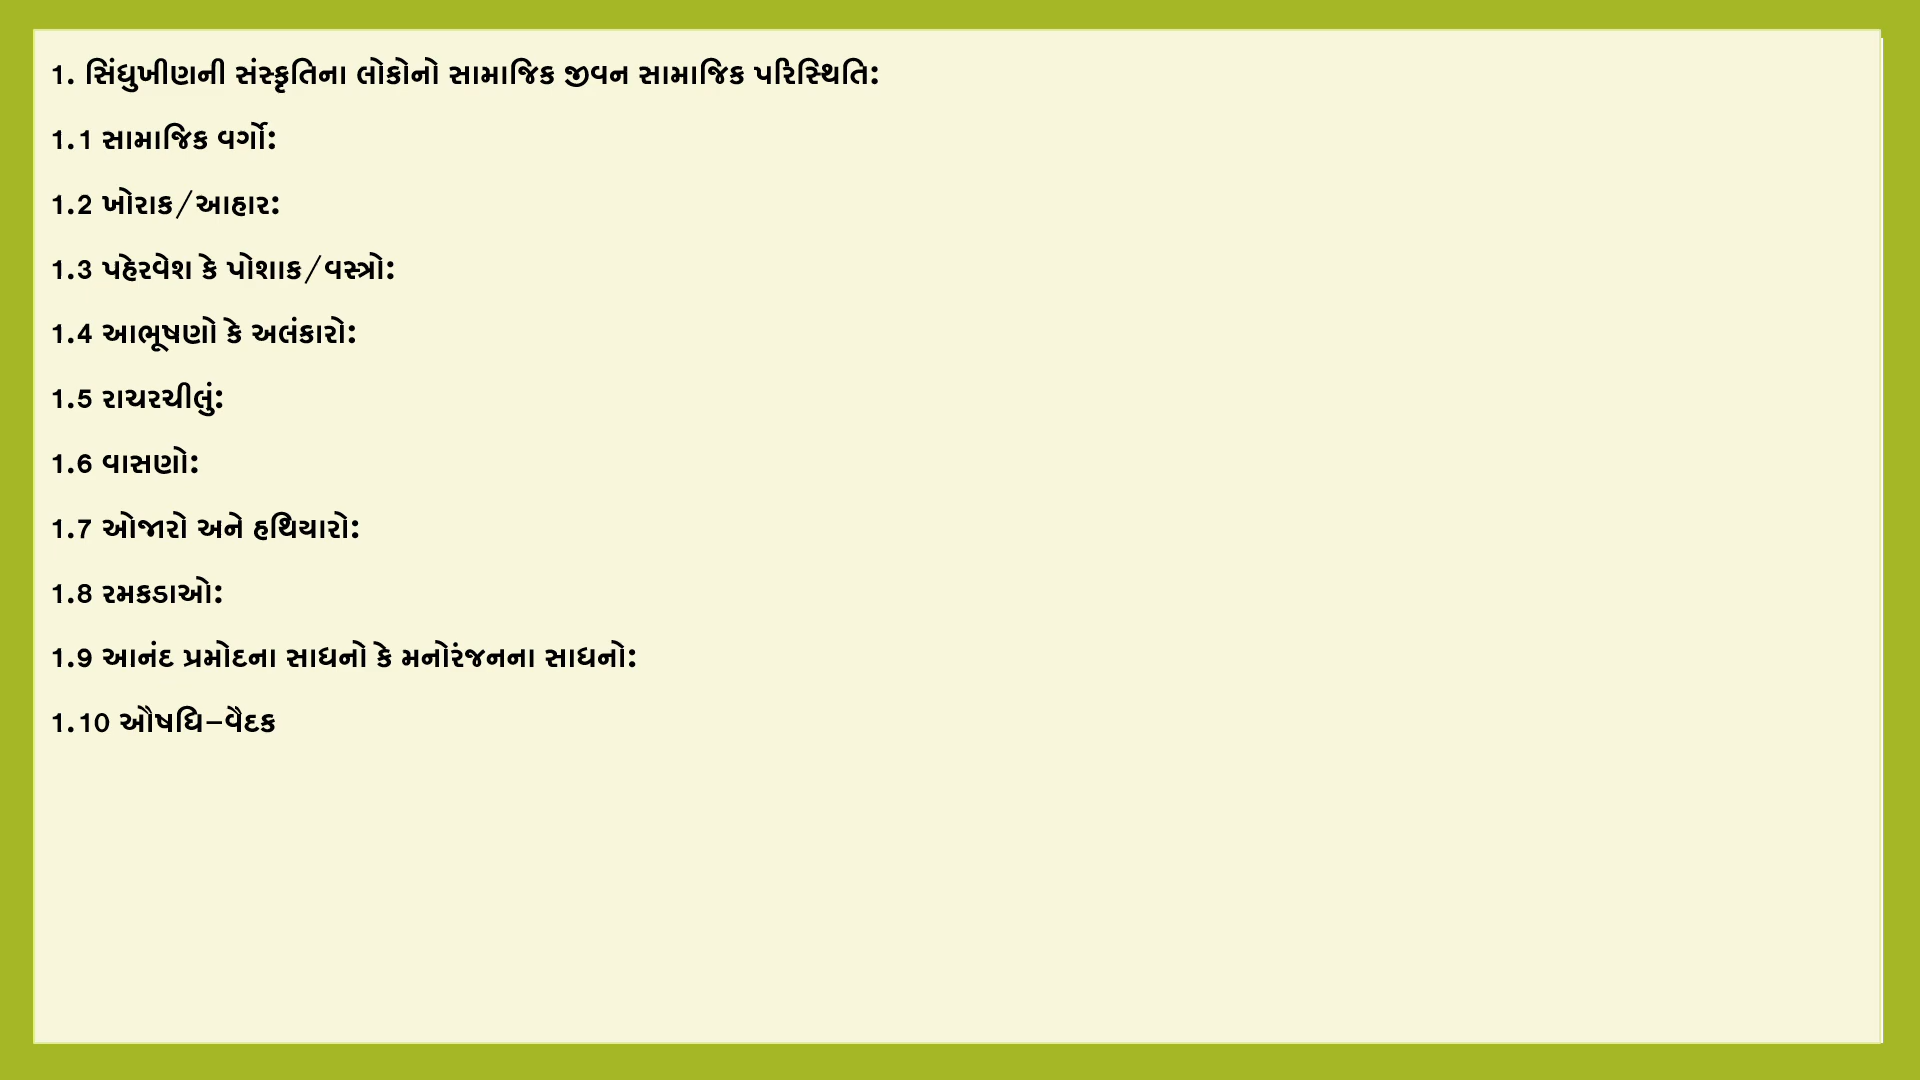 1. સિંધુખીણની સંસ્કૃતિના લોકોનો સામાજિક જીવન સામાજિક પરિસ્થિતિ:
1.1 સામાજિક વર્ગો:
1.2 ખોરાક/આહાર:
1.3 પહેરવેશ કે પોશાક/વસ્ત્રો:
1.4 આભૂષણો કે અલંકારો:
1.5 રાચરચીલું:
1.6 વાસણો:
1.7 ઓજારો અને હથિયારો:
1.8 રમકડાઓ:
1.9 આનંદ પ્રમોદના સાધનો કે મનોરંજનના સાધનો:
1.10 ઔષધિ–વૈદક